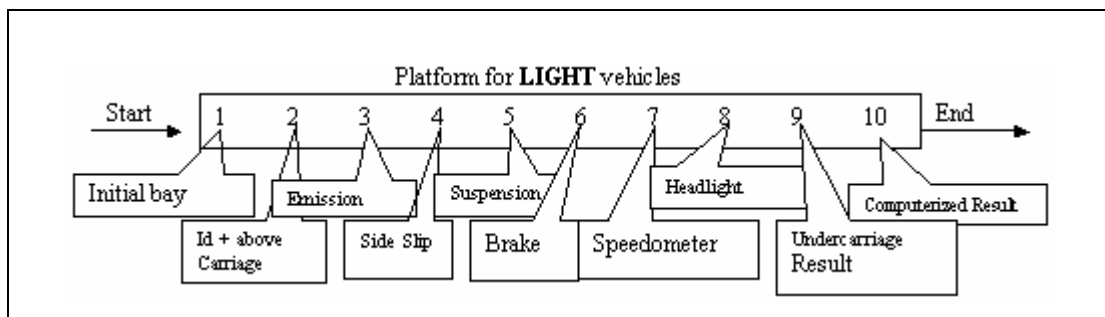 Platform for LIGHT vehicles
Start
1 2 3 4 5 6 7 8 9 10
End
Initial bay
Emission
Suspension
Headlight
Computerized Result
Id + above
Carriage
Side Slip
Brake
Speedometer
Undercarriage
Result